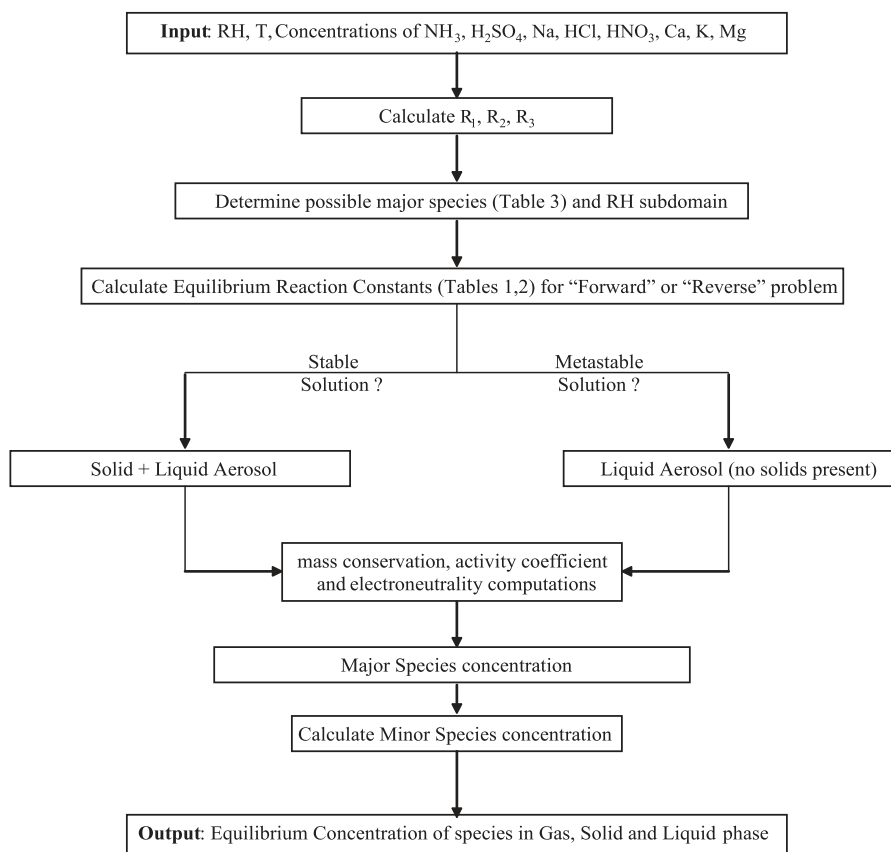 Input: RH, T, Concentrations of NH₃, H₂SO₄, Na, HCl, HNO₃, Ca, K, Mg
Calculate R₁, R₂, R₃
Determine possible major species (Table 3) and RH subdomain
Calculate Equilibrium Reaction Constants (Tables 1,2) for “Forward” or “Reverse” problem
Stable
Solution ?
Metastable
Solution ?
Solid + Liquid Aerosol
Liquid Aerosol (no solids present)
mass conservation, activity coefficient
and electroneutrality computations
Major Species concentration
Calculate Minor Species concentration
Output: Equilibrium Concentration of species in Gas, Solid and Liquid phase